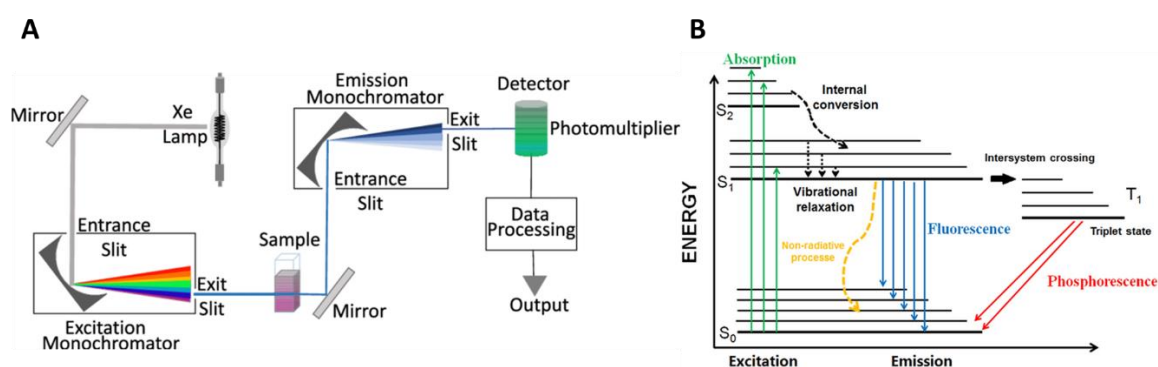 A
Mirror
Xe
Lamp
Emission
Monochromator
Detector
Photomultiplier
Exit
Slit
Entrance
Slit
Entrance
Slit
Sample
Data
Processing
Exit
Slit
Mirror
Output
Excitation
Monochromator
B
Absorption
Internal
conversion
S2
Intersystem crossing
S1
Vibrational
relaxation
T1
Triplet state
ENERGY
Non-radiative
processe
Fluorescence
Phosphorescence
S0
Excitation
Emission